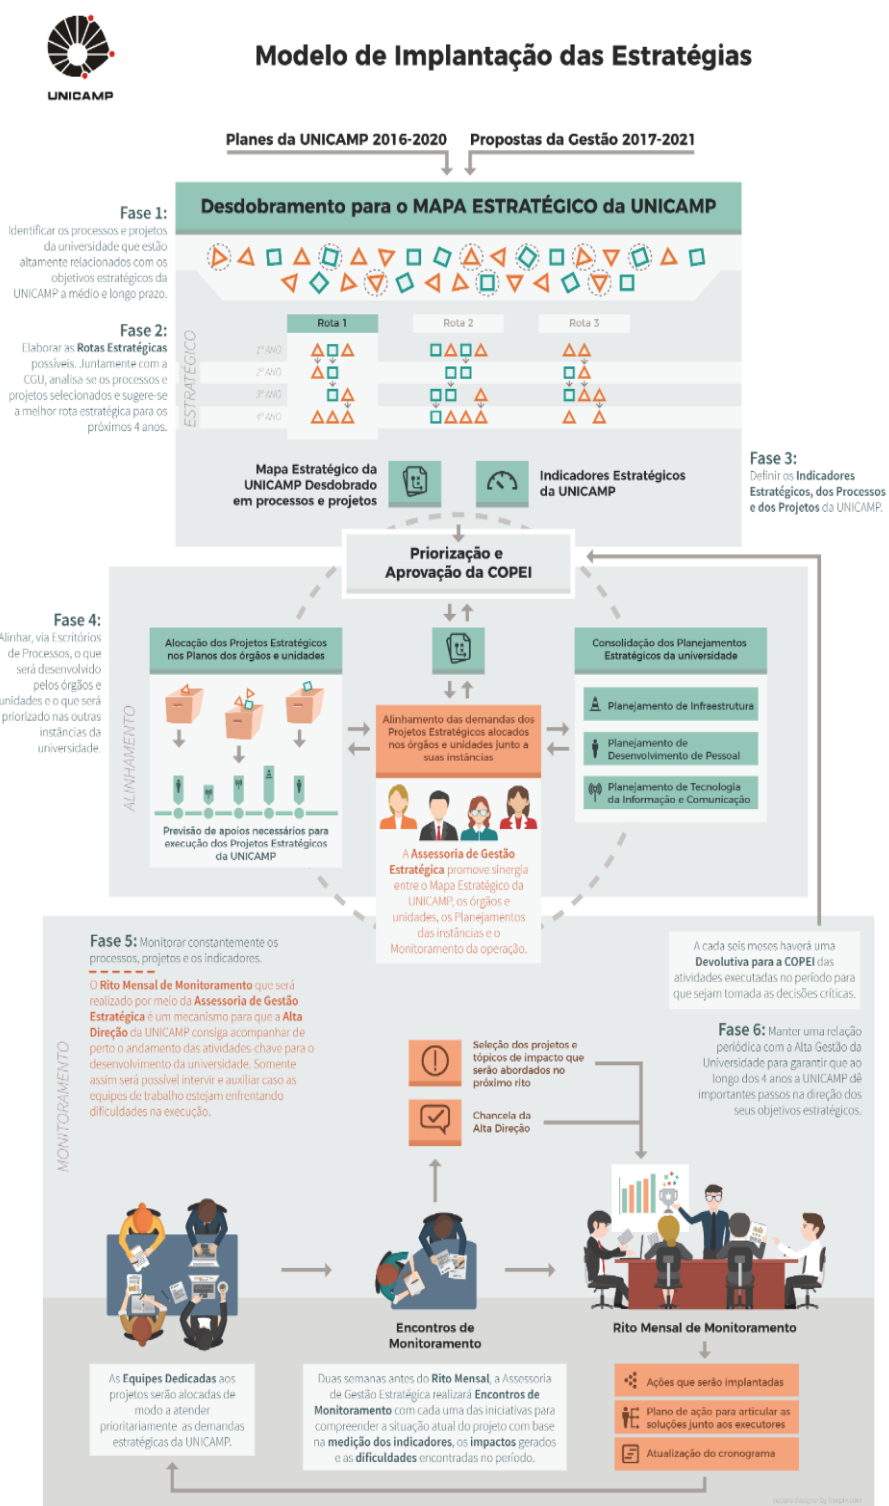 UNICAMP
Modelo de Implantação das Estratégias
Planes da UNICAMP 2016-2020
Propostas da Gestão 2017-2021
Desdobramento para o MAPA ESTRATÉGICO da UNICAMP
Fase 1:
Identificar os processos e projetos
da universidade que estão
altamente relacionados com os
objetivos estratégicos da
UNICAMP a médio e longo prazo.
Fase 2:
Elaborar as Rotas Estratégicas
possíveis. Juntamente com a
CGU, analisa-se os processos e
projetos selecionados e sugere-se
a melhor rota estratégica para os
próximos 4 anos.
ESTRATÉGICO
Rota 1
Rota 2
Rota 3
1º ANO
2º ANO
3º ANO
4º ANO
Mapa Estratégico da
UNICAMP Desdobrado
em processos e projetos
Indicadores Estratégicos
da UNICAMP
Fase 3:
Definir os Indicadores
Estratégicos, dos Processos
e dos Projetos da UNICAMP.
Priorização e
Aprovação da COPEI
Fase 4:
Alinhar, via Escritórios
de Processos, o que
será desenvolvido
pelos órgãos e
unidades e o que será
priorizado nas outras
instâncias da
universidade.
ALINHAMENTO
Alocação dos Projetos Estratégicos
nos Planos dos órgãos e unidades
Previsão de apoios necessários para
execução dos Projetos Estratégicos
da UNICAMP
Alinhamento das demandas dos
Projetos Estratégicos alocados
nos órgãos e unidades junto a
suas instâncias
A Assessoria de Gestão
Estratégica promove sinergia
entre o Mapa Estratégico da
UNICAMP, os órgãos e
unidades, os Planejamentos
das instâncias e o
Monitoramento da operação.
Consolidação dos Planejamentos
Estratégicos da universidade
Planejamento de Infraestrutura
Planejamento de
Desenvolvimento de Pessoal
Planejamento de Tecnologia
da Informação e Comunicação
Fase 5: Monitorar constantemente os
processos, projetos e os indicadores.
O Rito Mensal de Monitoramento que será
realizado por meio da Assessoria de Gestão
Estratégica é um mecanismo para que a Alta
Direção da UNICAMP consiga acompanhar de
perto o andamento das atividades-chave para o
desenvolvimento da universidade. Somente
assim será possível intervir e auxiliar caso as
equipes de trabalho estejam enfrentando
dificuldades na execução.
MONITORAMENTO
A cada seis meses haverá uma
Devolutiva para a COPEI das
atividades executadas no período para
que sejam tomada as decisões críticas.
Fase 6: Manter uma relação
periódica com a Alta Gestão da
Universidade para garantir que ao
longo dos 4 anos a UNICAMP dê
importantes passos na direção dos
seus objetivos estratégicos.
Seleção dos projetos e
tópicos de impacto que
serão abordados no
próximo rito
Chancela da
Alta Direção
Encontros de
Monitoramento
Rito Mensal de Monitoramento
As Equipes Dedicadas aos
projetos serão alocadas de
modo a atender
prioritariamente as demandas
estratégicas da UNICAMP.
Duas semanas antes do Rito Mensal, a Assessoria
de Gestão Estratégica realizará Encontros de
Monitoramento com cada uma das iniciativas para
compreender a situação atual do projeto com base
na medição dos indicadores, os impactos gerados
e as dificuldades encontradas no período.
Ações que serão implantadas
Plano de ação para articular as
soluções junto aos executores
Atualização do cronograma